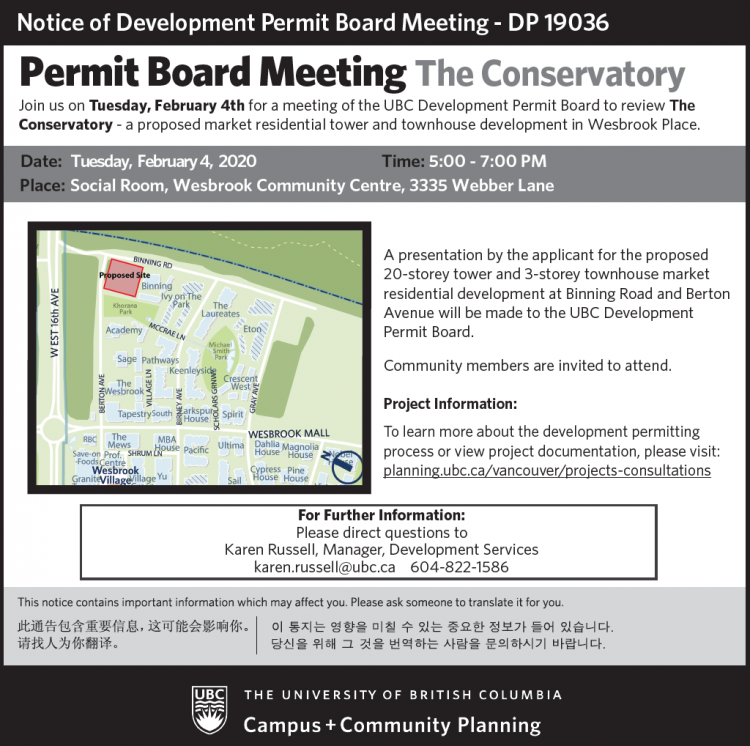 Notice of Development Permit Board Meeting - DP 19036
Permit Board Meeting The Conservatory
Join us on Tuesday, February 4th for a meeting of the UBC Development Permit Board to review The
Conservatory - a proposed market residential tower and townhouse development in Wesbrook Place.
Date: Tuesday, February 4, 2020 Time: 5:00 - 7:00 PM
Place: Social Room, Wesbrook Community Centre, 3335 Webber Lane
BINNING RD
Proposed Site
Binning
Ivy on The
Park
Khorana
Park
The
Laureates
WEST 16th AVE
Academy
MCCRAE LN
Eton
Michael
Smith
Park
Sage
Pathways
Keenleyside
Crescent
West
BERTON AVE
The
Wesbrook
VILLAGE LN
BIRNEY AVE
SCHOLARS GRNWY
GRAY AVE
Tapestry
South
Larkspur
House
Spirit
WESBROOK MALL
RBC
The
Mews
MBA
House
Pacific
Ultima
Dahlia
House
Magnolia
House
Save-on
Foods
Prof.
Centre
SHRUM LN
Wesbrook
Village
Granite
Village
Yu
Sail
Cypress
House
Pine
House
N
A presentation by the applicant for the proposed
20-storey tower and 3-storey townhouse market
residential development at Binning Road and Berton
Avenue will be made to the UBC Development
Permit Board.
Community members are invited to attend.
Project Information:
To learn more about the development permitting
process or view project documentation, please visit:
planning.ubc.ca/vancouver/projects-consultations
For Further Information:
Please direct questions to
Karen Russell, Manager, Development Services
karen.russell@ubc.ca 604-822-1586
This notice contains important information which may affect you. Please ask someone to translate it for you.
此通告包含重要信息，这可能会影响你。
请找人为你翻译。
이 통지는 영향을 미칠 수 있는 중요한 정보가 들어 있습니다.
당신을 위해 그 것을 번역하는 사람을 문의하시기 바랍니다.
UBC
THE UNIVERSITY OF BRITISH COLUMBIA
Campus + Community Planning